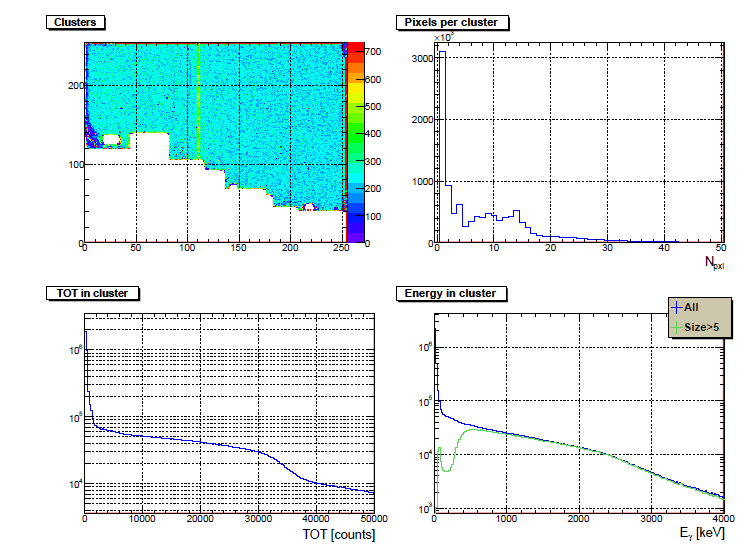 Clusters
200
100
0
0 50 100 150 200 250
700
600
500
400
300
200
100
0
Pixels per cluster
×10³
3000
2000
1000
0
0 10 20 30 40 50
Npxl
TOT in cluster
10⁶
10⁵
10⁴
0 10000 20000 30000 40000 50000
TOT [counts]
Energy in cluster
All
Size>5
10⁶
10⁵
10⁴
10³
0 1000 2000 3000 4000
Eγ [keV]